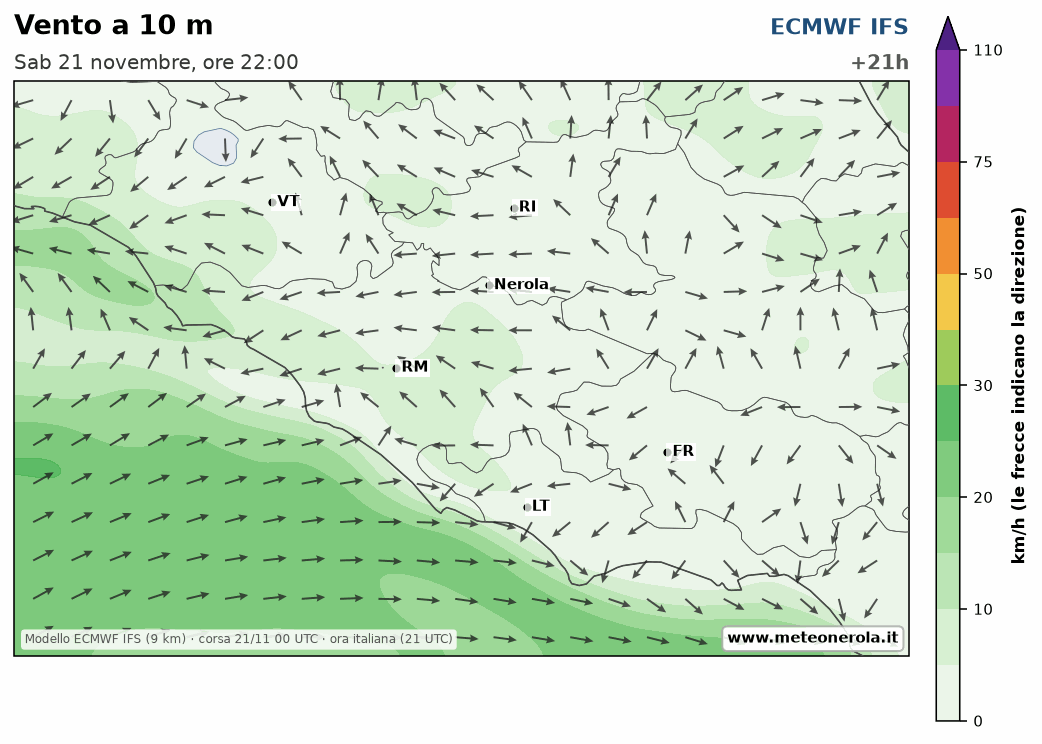 Vento a 10 m
ECMWF IFS
Sab 21 novembre, ore 22:00
+21h
110
75
50
30
20
10
0
km/h (le frecce indicano la direzione)
VT
RI
Nerola
RM
FR
LT
Modello ECMWF IFS (9 km) · corsa 21/11 00 UTC · ora italiana (21 UTC)
www.meteonerola.it